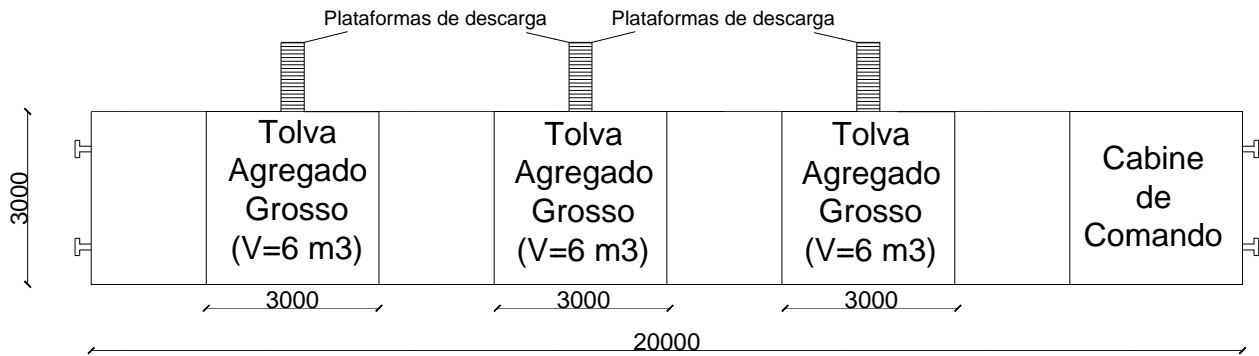 Plataformas de descarga
Plataformas de descarga
Tolva
Agregado
Grosso
(V=6 m3)
Tolva
Agregado
Grosso
(V=6 m3)
Tolva
Agregado
Grosso
(V=6 m3)
Cabine
de
Comando
3000
3000
3000
3000
20000